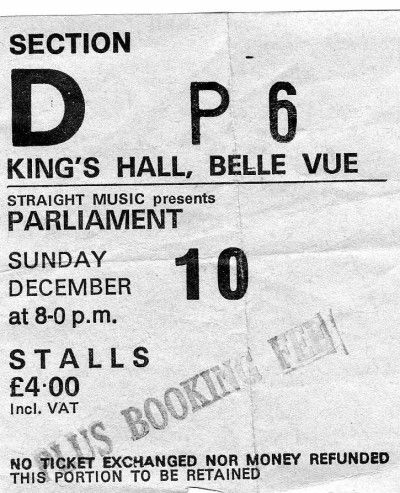 SECTION
D P 6
KING'S HALL, BELLE VUE
STRAIGHT MUSIC presents
PARLIAMENT
SUNDAY 10
DECEMBER
at 8-0 p.m.
STALLS
£4·00
Incl. VAT
PLUS BOOKING FEE
NO TICKET EXCHANGED NOR MONEY REFUNDED
THIS PORTION TO BE RETAINED